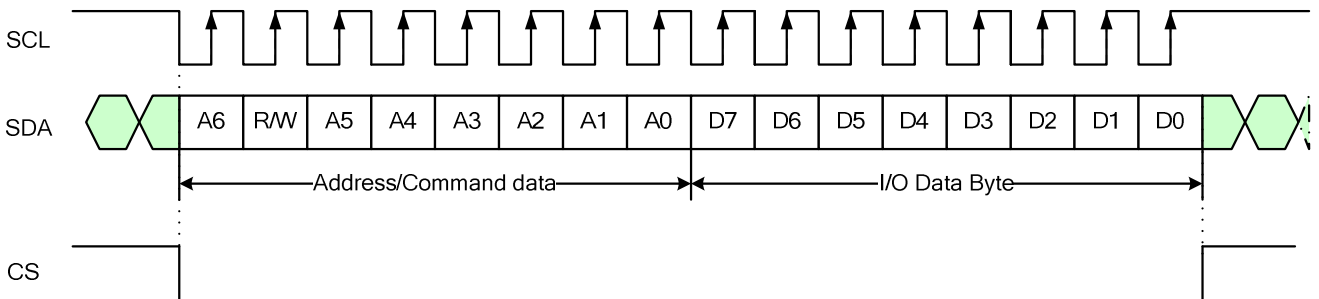 SCL
SDA A6 R/W A5 A4 A3 A2 A1 A0 D7 D6 D5 D4 D3 D2 D1 D0
Address/Command data I/O Data Byte
CS